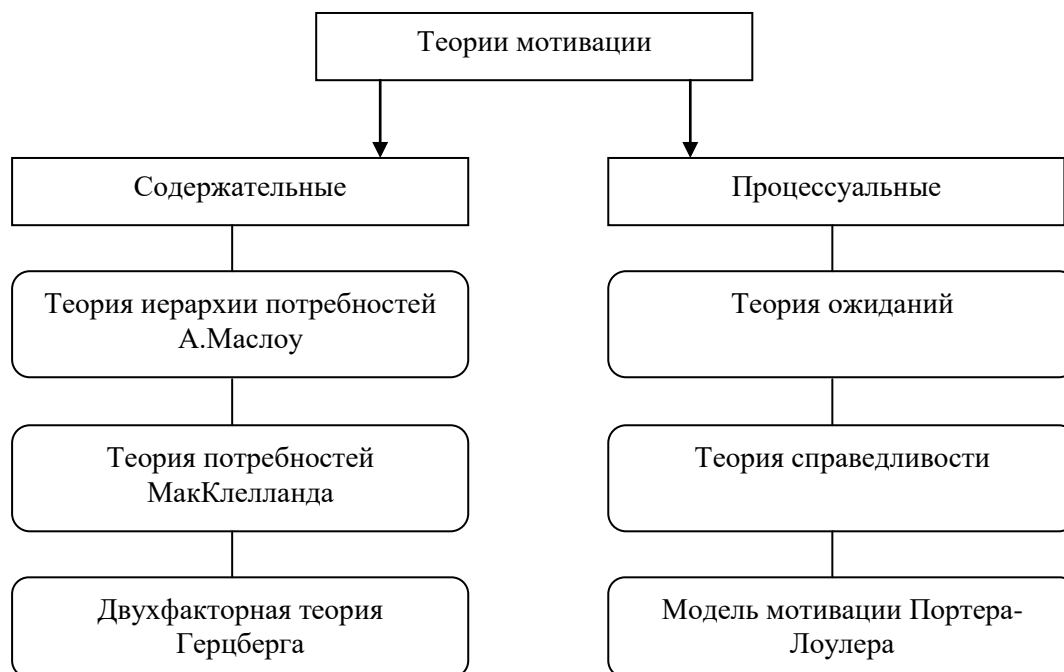 Теории мотивации
Содержательные
Процессуальные
Теория иерархии потребностей
А.Маслоу
Теория ожиданий
Теория потребностей
МакКлелланда
Теория справедливости
Двухфакторная теория
Герцберга
Модель мотивации Портера-
Лоулера